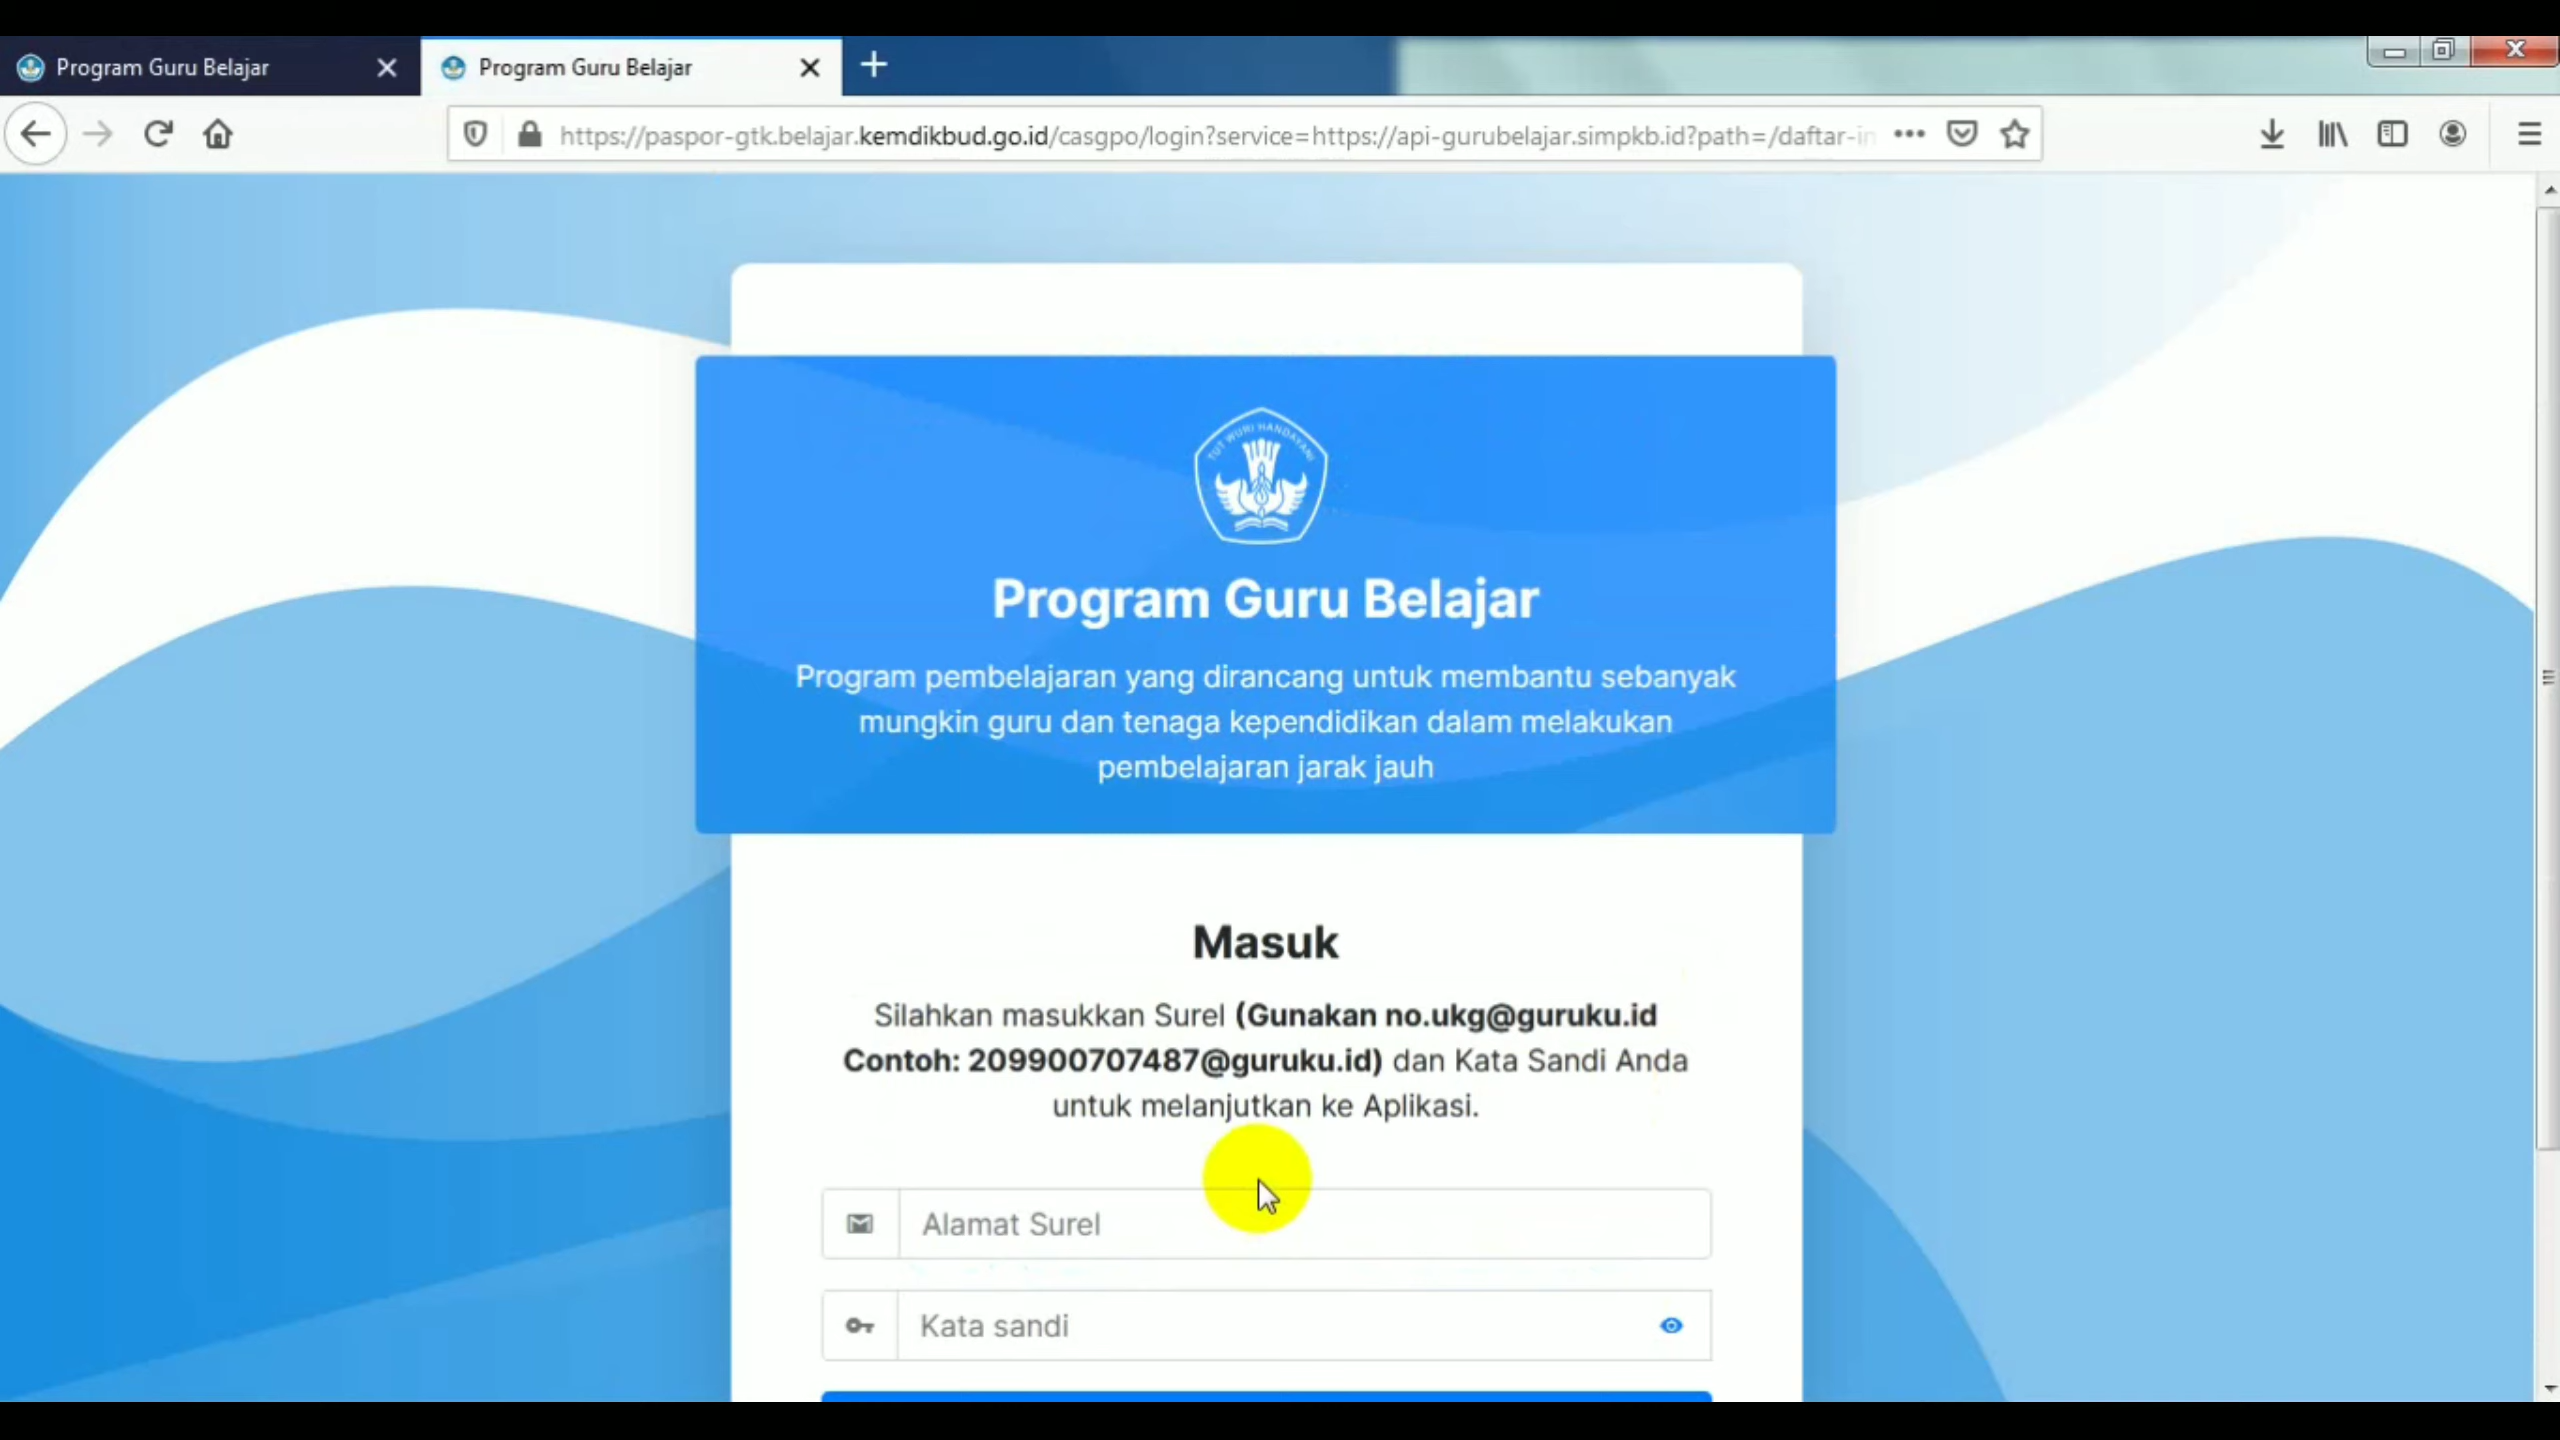 Program Guru Belajar
Program Guru Belajar
https://paspor-gtk.belajar.kemdikbud.go.id/casgpo/login?service=https://api-gurubelajar.simpkb.id?path=/daftar-in
TUT WURI HANDAYANI
Program Guru Belajar
Program pembelajaran yang dirancang untuk membantu sebanyak
mungkin guru dan tenaga kependidikan dalam melakukan
pembelajaran jarak jauh
Masuk
Silahkan masukkan Surel (Gunakan no.ukg@guruku.id
Contoh: 209900707487@guruku.id) dan Kata Sandi Anda
untuk melanjutkan ke Aplikasi.
Alamat Surel
Kata sandi